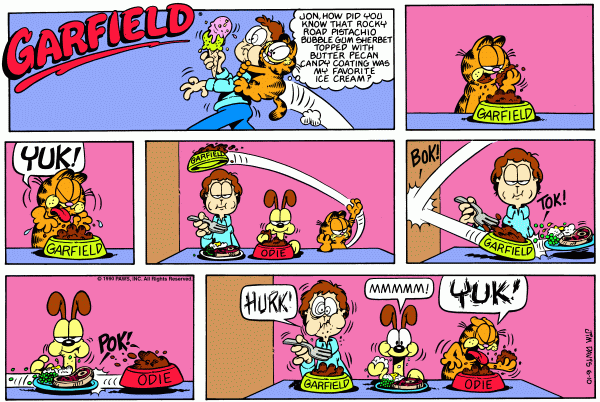 GARFIELD
JON, HOW DID YOU
KNOW THAT ROCKY
ROAD PISTACHIO
BUBBLE GUM SHERBET
TOPPED WITH
BUTTER PECAN
CANDY COATING WAS
MY FAVORITE
ICE CREAM?
GARFIELD
YUK!
GARFIELD
GARFIELD
ODIE
BOK!
TOK!
GARFIELD
© 1990 PAWS, INC. All Rights Reserved.
POK!
ODIE
HURK!
MMMMM!
YUK!
GARFIELD
ODIE
JIM DAVIS 6-10